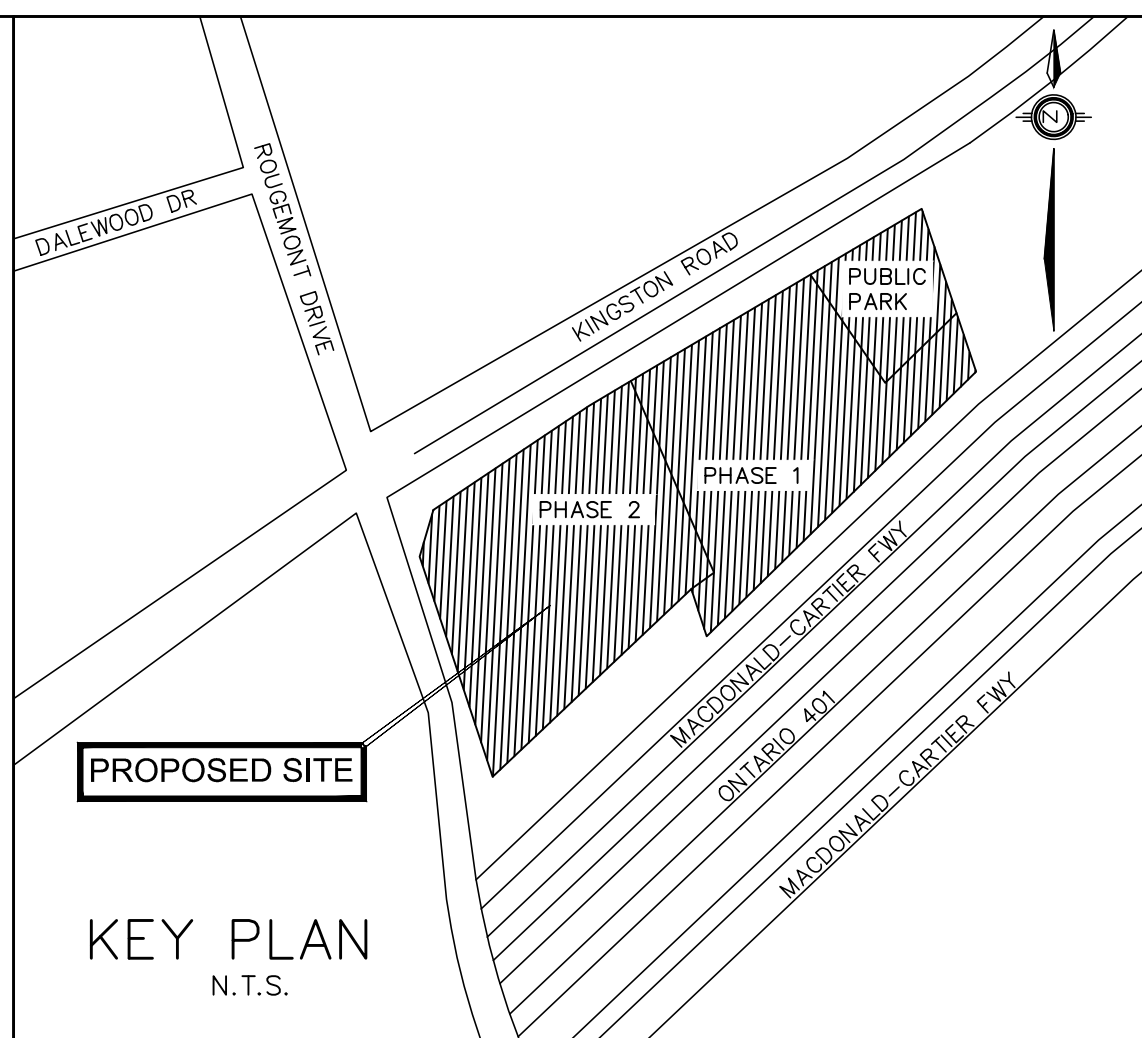 DALEWOOD DR
ROUGEMONT DRIVE
KINGSTON ROAD
N
PUBLIC
PARK
PHASE 1
PHASE 2
MACDONALD-CARTIER FWY
ONTARIO 401
MACDONALD-CARTIER FWY
PROPOSED SITE
KEY PLAN
N.T.S.